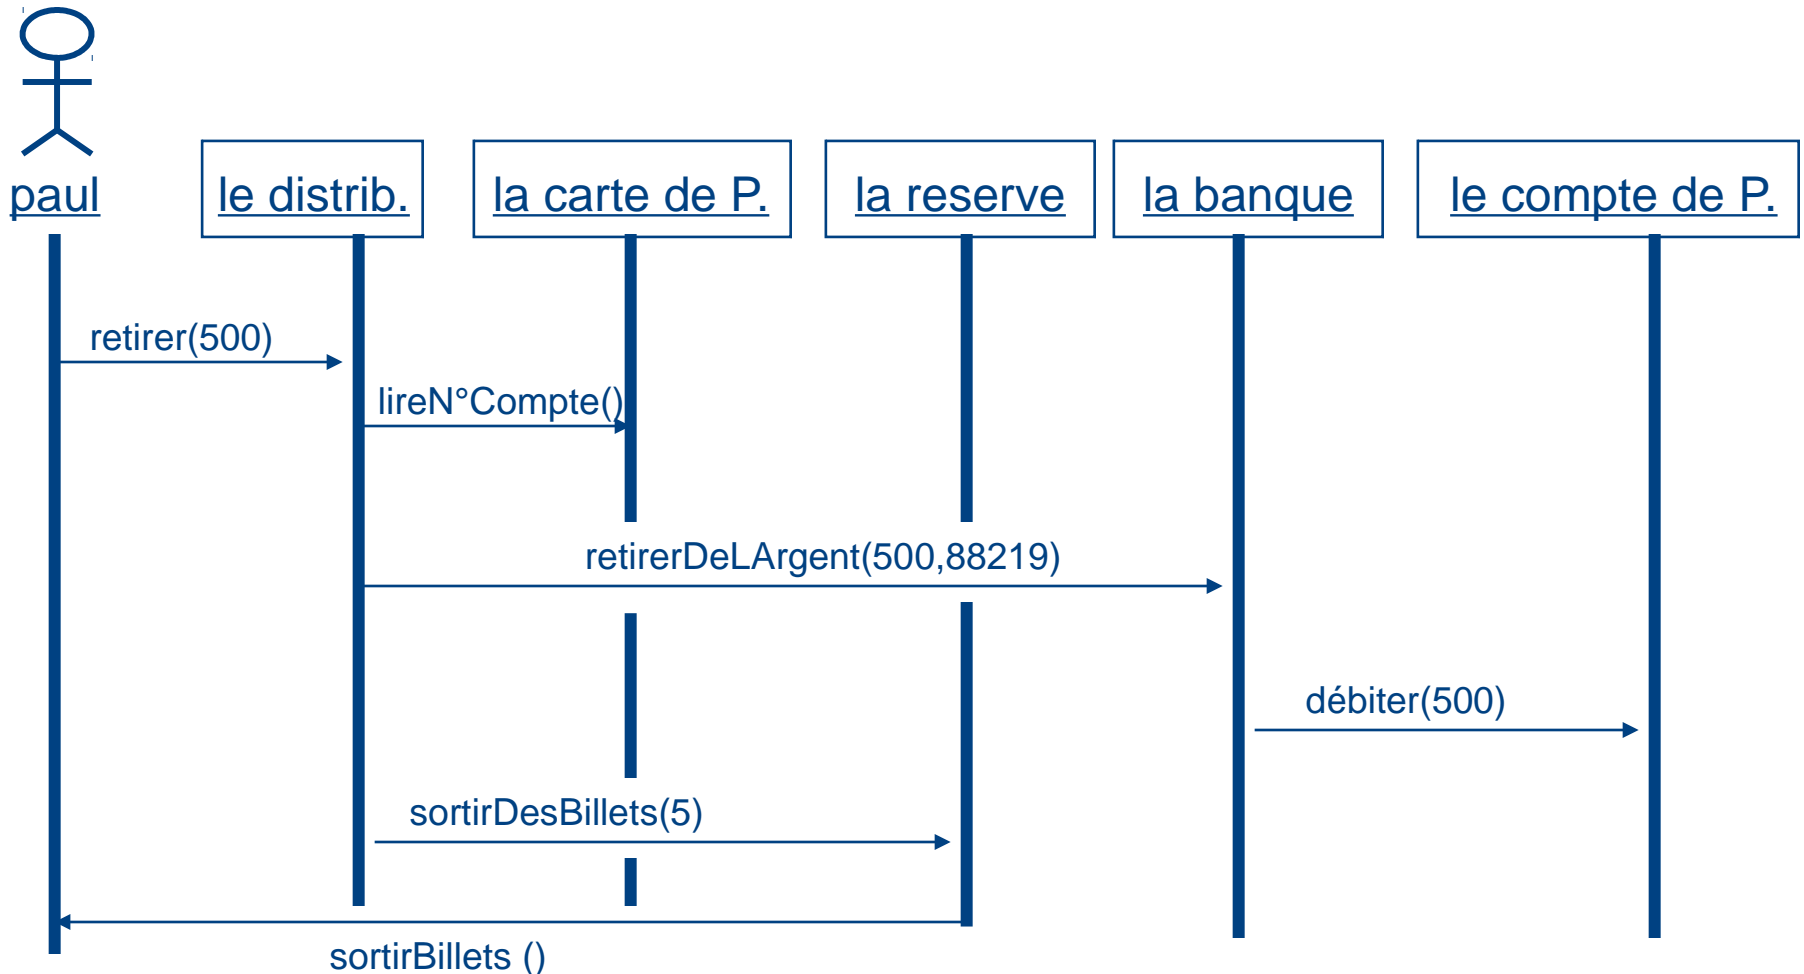 paul
le distrib.
la carte de P.
la reserve
la banque
le compte de P.
retirer(500)
lireN°Compte()
retirerDeLArgent(500,88219)
débiter(500)
sortirDesBillets(5)
sortirBillets ()